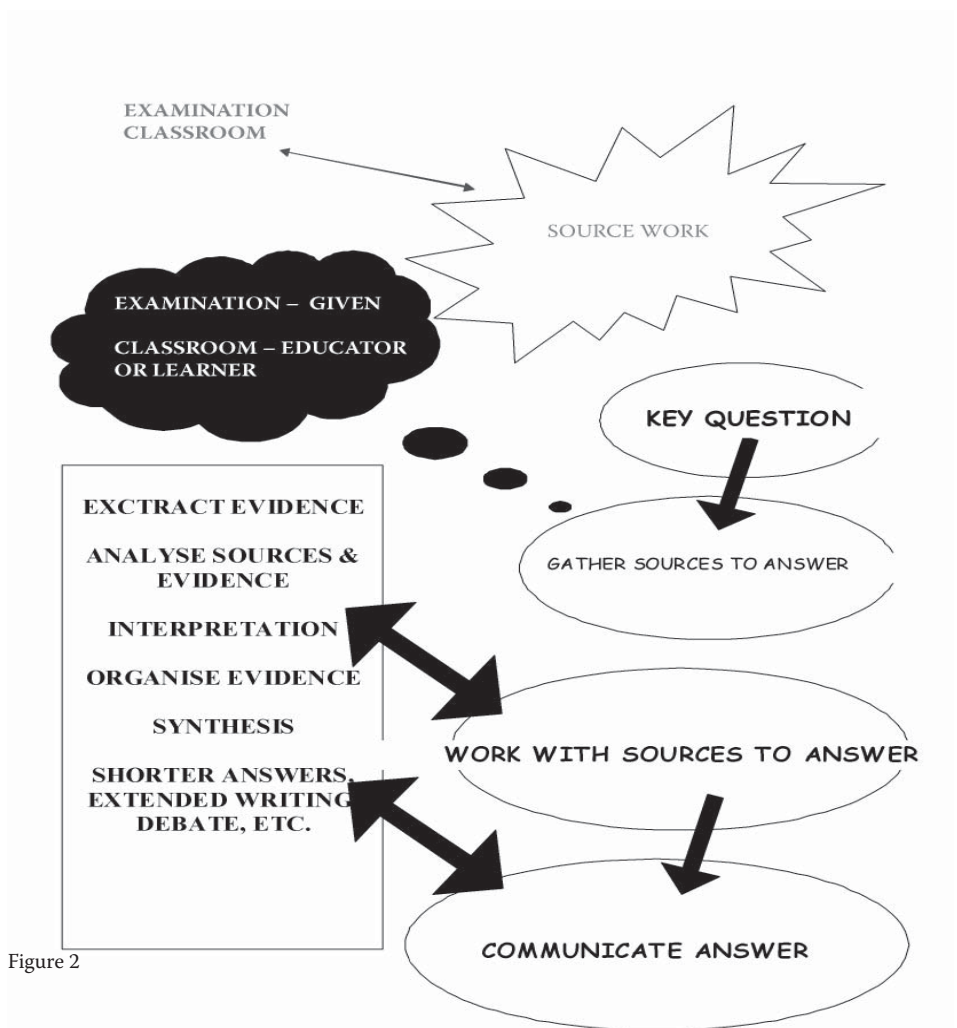 EXAMINATION
CLASSROOM
SOURCE WORK
EXAMINATION – GIVEN
CLASSROOM – EDUCATOR
OR LEARNER
KEY QUESTION
GATHER SOURCES TO ANSWER
EXCTRACT EVIDENCE
ANALYSE SOURCES &
EVIDENCE
INTERPRETATION
ORGANISE EVIDENCE
SYNTHESIS
SHORTER ANSWERS,
EXTENDED WRITING
DEBATE, ETC.
WORK WITH SOURCES TO ANSWER
COMMUNICATE ANSWER
Figure 2